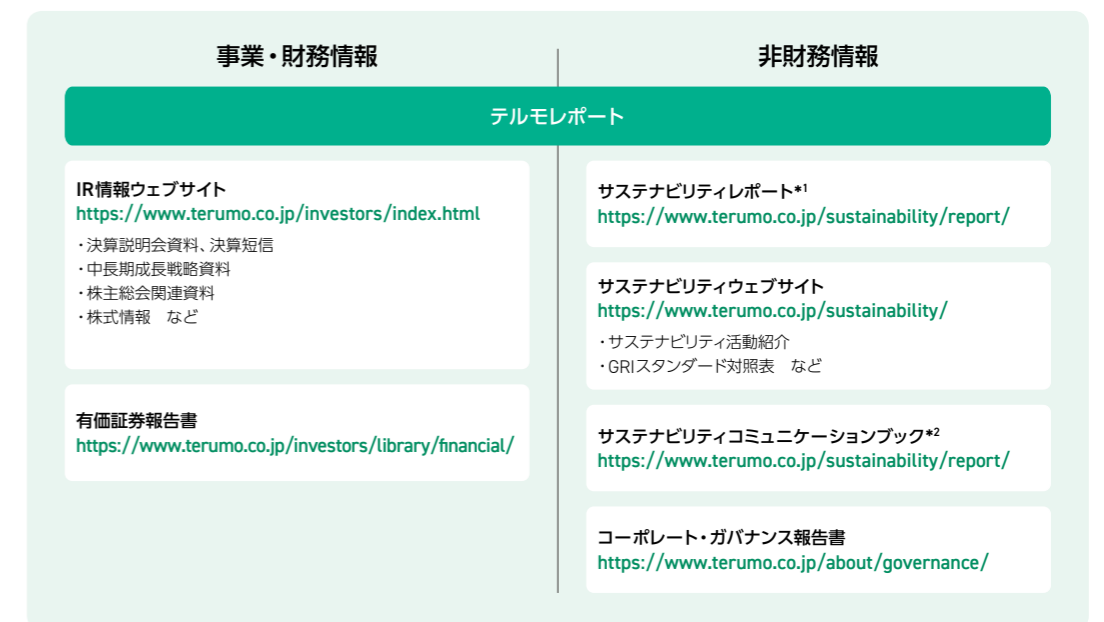 事業・財務情報
非財務情報
テルモレポート
IR情報ウェブサイト
https://www.terumo.co.jp/investors/index.html
・決算説明会資料、決算短信
・中長期成長戦略資料
・株主総会関連資料
・株式情報　など
有価証券報告書
https://www.terumo.co.jp/investors/library/financial/
サステナビリティレポート*1
https://www.terumo.co.jp/sustainability/report/
サステナビリティウェブサイト
https://www.terumo.co.jp/sustainability/
・サステナビリティ活動紹介
・GRIスタンダード対照表　など
サステナビリティコミュニケーションブック*2
https://www.terumo.co.jp/sustainability/report/
コーポレート・ガバナンス報告書
https://www.terumo.co.jp/about/governance/